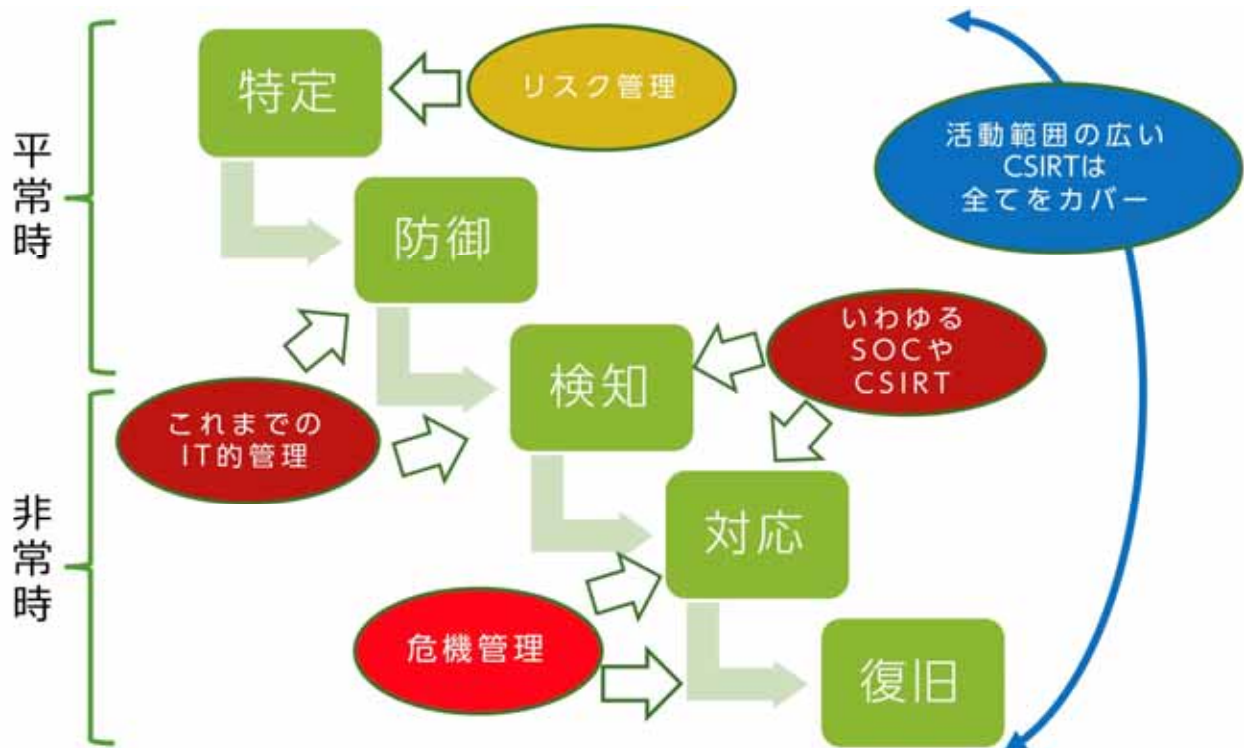 平常時
特定
リスク管理
活動範囲の広い
CSIRTは
全てをカバー
防御
いわゆる
SOCや
CSIRT
検知
これまでの
IT的管理
非常時
対応
危機管理
復旧